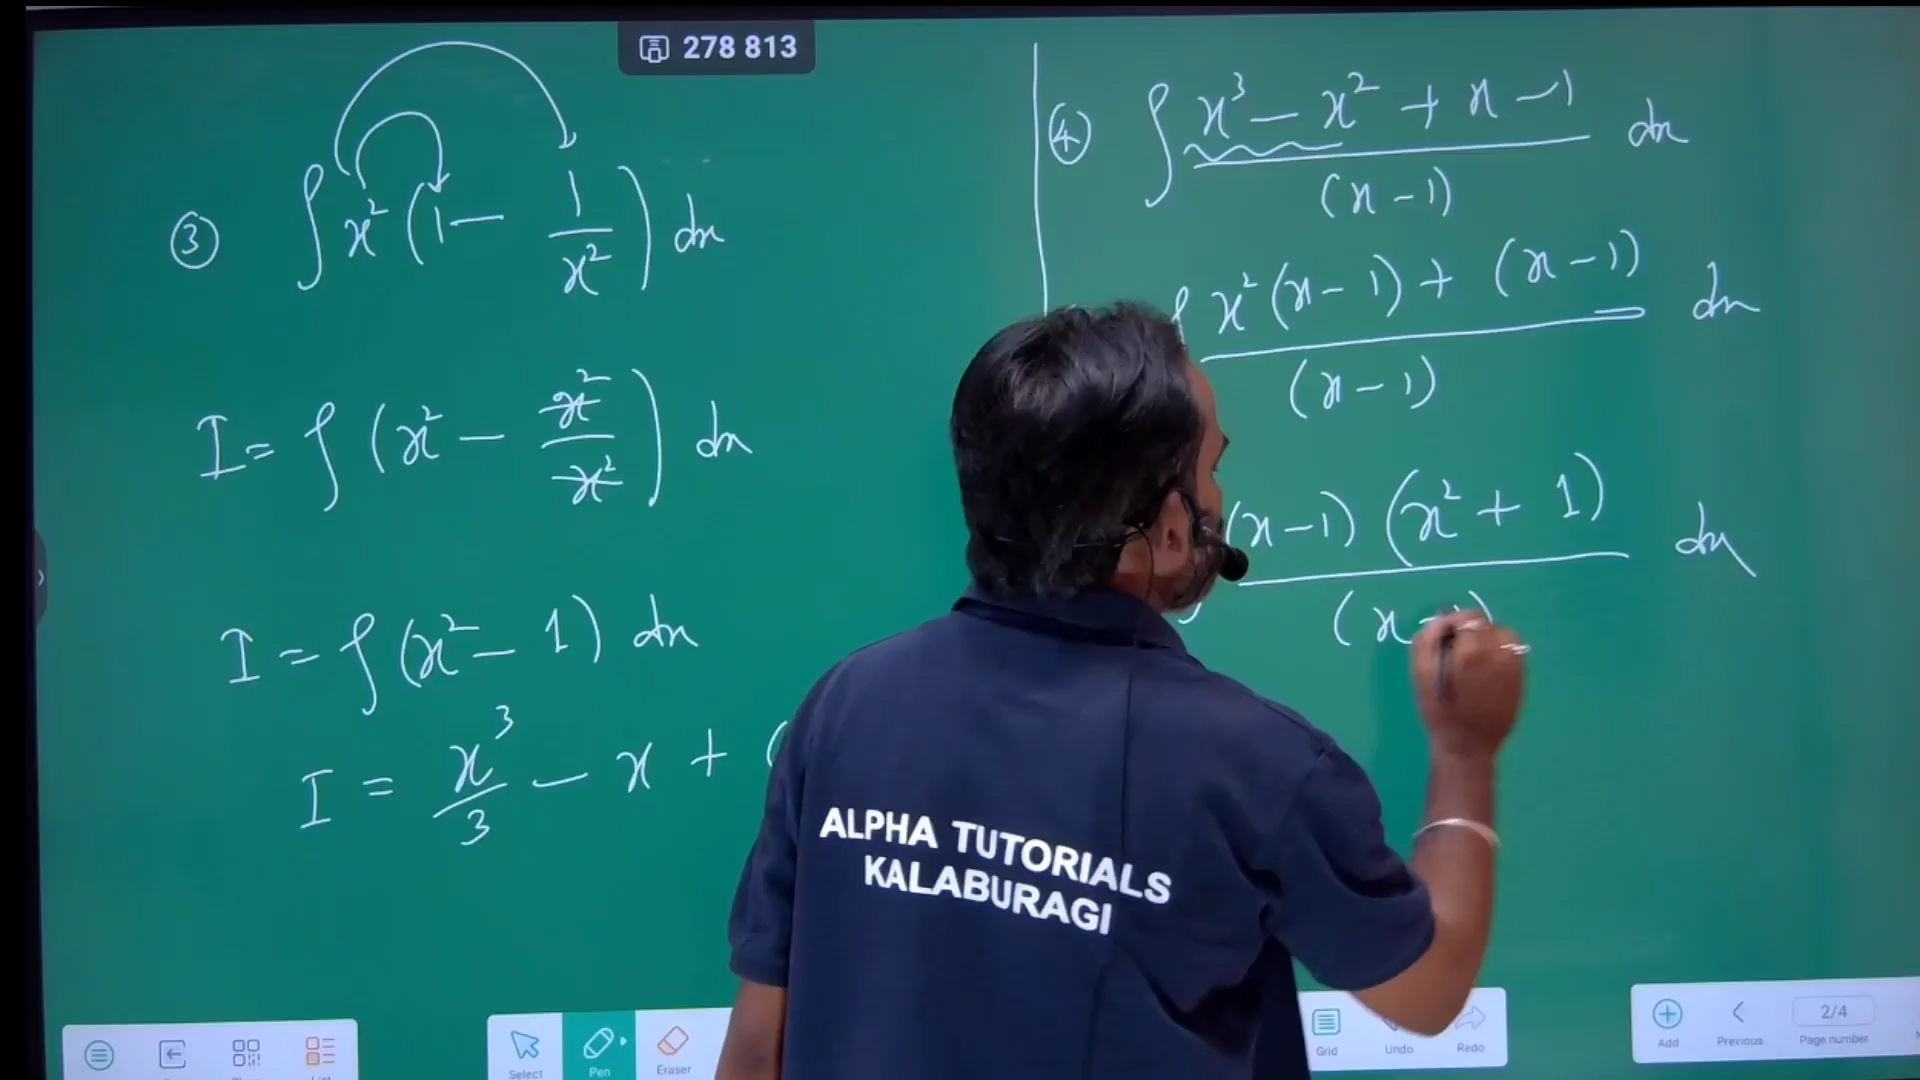 278 813
③ ∫ x² (1 − 1/x²) dx
I = ∫ (x² − x²/x²) dx
I = ∫ (x² − 1) dx
I = x³/3 − x + (
④ ∫ x³ − x² + x − 1 / (x − 1) dx
∫ x² (x − 1) + (x − 1) / (x − 1) dx
(x − 1) (x² + 1) / (x − 1) dx
ALPHA TUTORIALS
KALABURAGI
Select Pen Eraser Grid Undo Redo Add < Previous 2/4 Page number